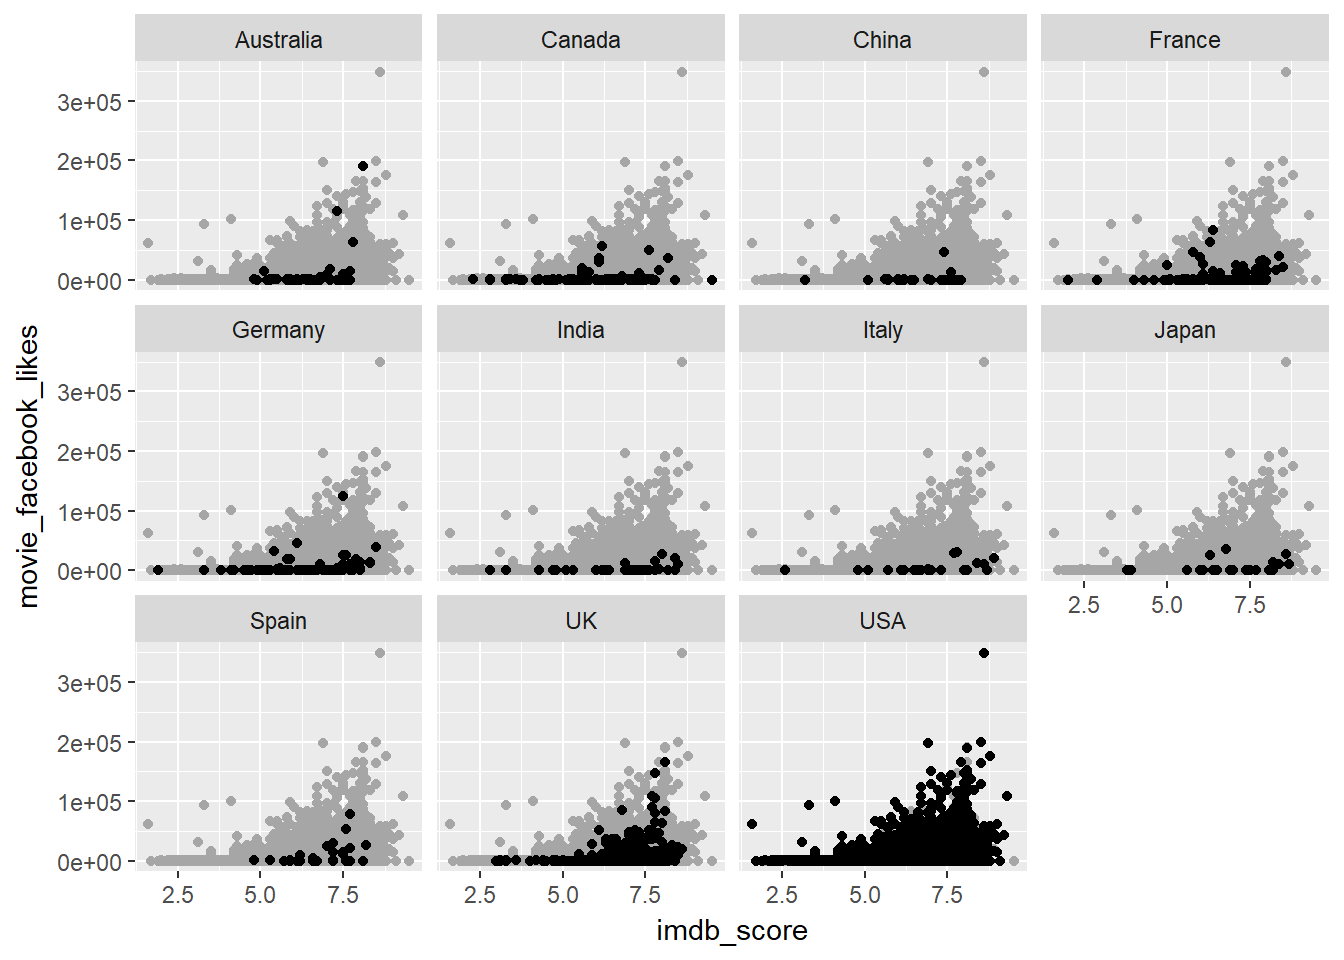 Australia Canada China France
3e+05
2e+05
1e+05
0e+00
Germany India Italy Japan
3e+05
2e+05
1e+05
0e+00
2.5 5.0 7.5
Spain UK USA
3e+05
2e+05
1e+05
0e+00
2.5 5.0 7.5 2.5 5.0 7.5 2.5 5.0 7.5
imdb_score
movie_facebook_likes